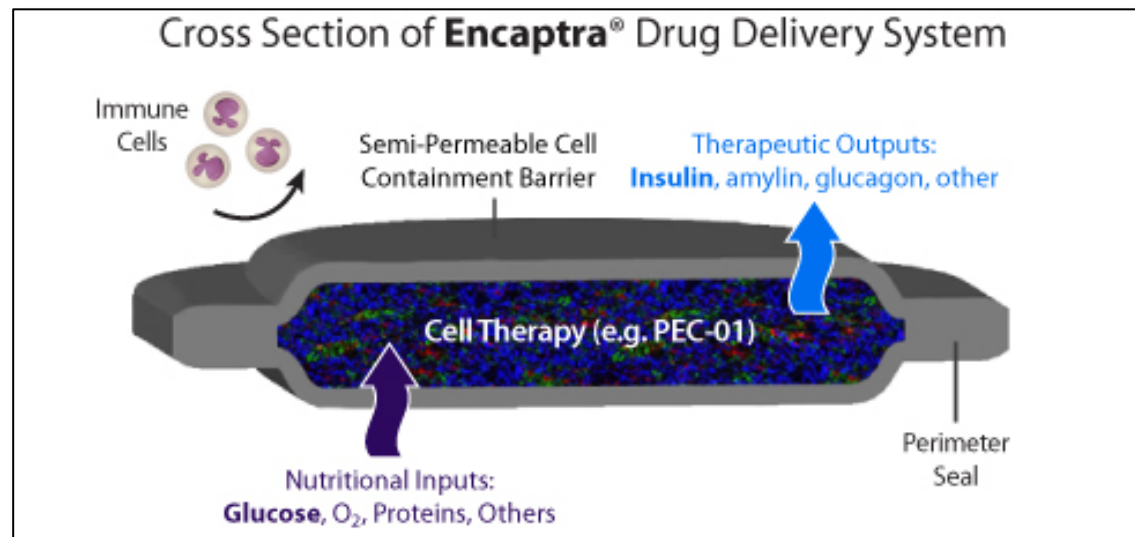 Cross Section of Encaptra® Drug Delivery System
Immune
Cells
Semi-Permeable Cell
Containment Barrier
Therapeutic Outputs:
Insulin, amylin, glucagon, other
Cell Therapy (e.g. PEC-01)
Perimeter
Seal
Nutritional Inputs:
Glucose, O₂, Proteins, Others